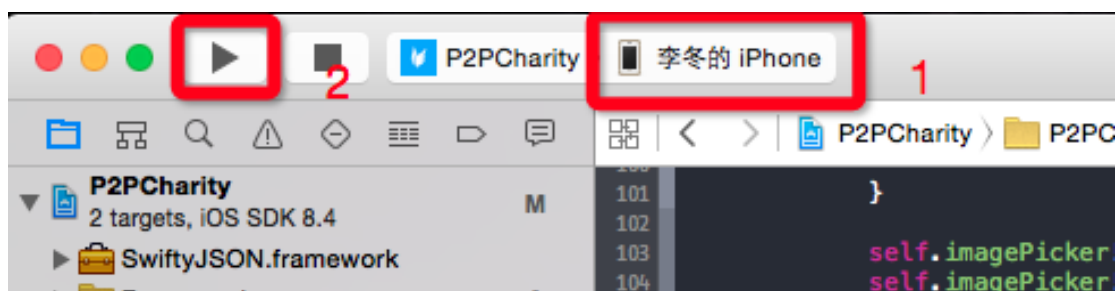 P2PCharity
李冬的 iPhone
1
2
P2PCharity
P2PC
P2PCharity
M
2 targets, iOS SDK 8.4
SwiftyJSON.framework
101 }
102
103 self.imagePicker
104 self.imagePicker